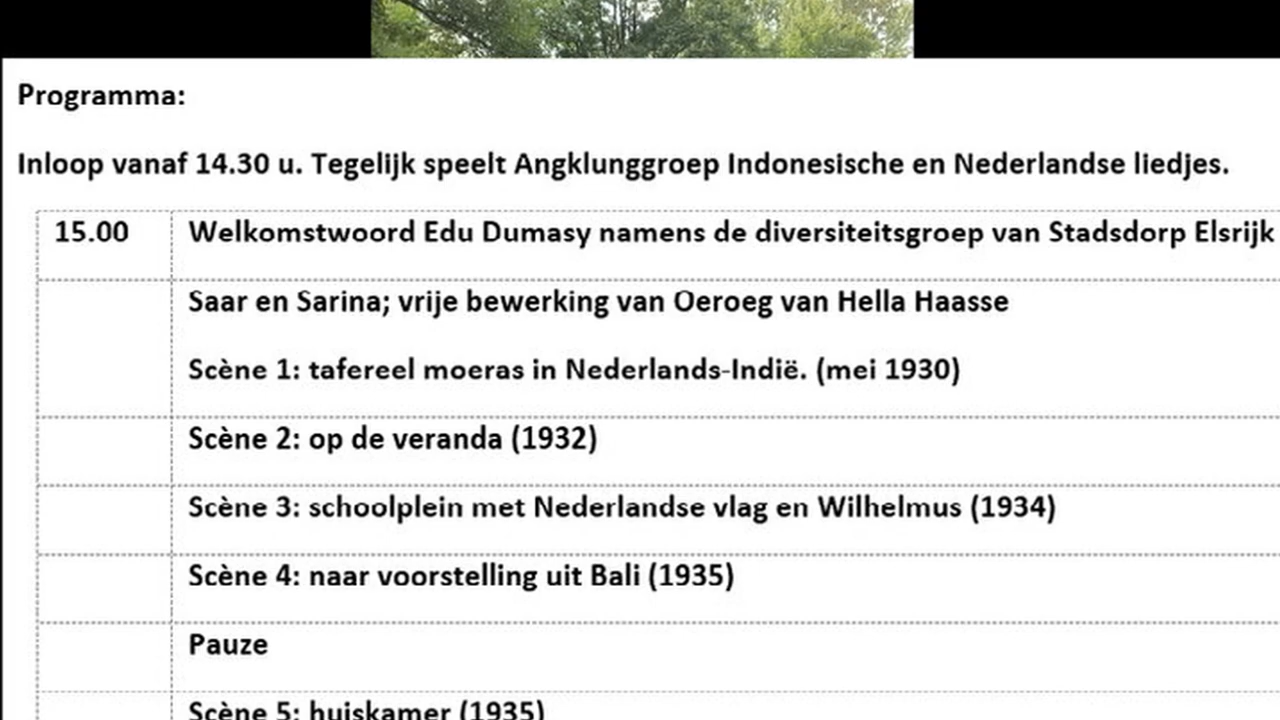 Programma:
Inloop vanaf 14.30 u. Tegelijk speelt Angklunggroep Indonesische en Nederlandse liedjes.
15.00 Welkomstwoord Edu Dumasy namens de diversiteitsgroep van Stadsdorp Elsrijk
Saar en Sarina; vrije bewerking van Oeroeg van Hella Haasse
Scène 1: tafereel moeras in Nederlands-Indië. (mei 1930)
Scène 2: op de veranda (1932)
Scène 3: schoolplein met Nederlandse vlag en Wilhelmus (1934)
Scène 4: naar voorstelling uit Bali (1935)
Pauze
Scène 5: huiskamer (1935)